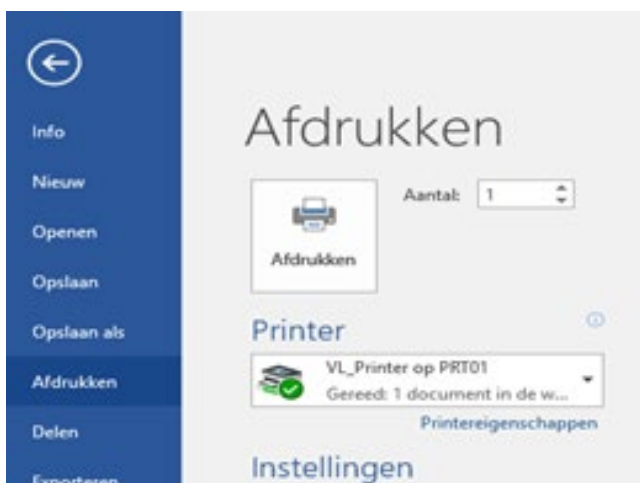 Info
Nieuw
Openen
Opslaan
Opslaan als
Afdrukken
Delen
Exporteren
Afdrukken
Aantal: 1
Afdrukken
Printer
VL_Printer op PRT01
Gereed: 1 document in de w...
Printereigenschappen
Instellingen